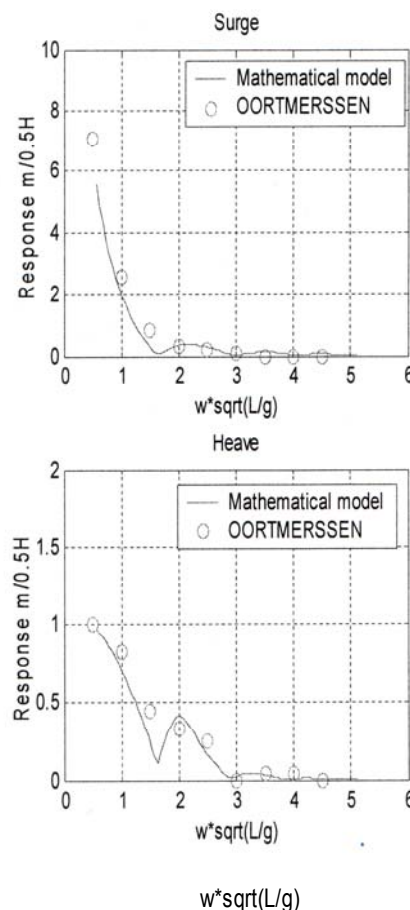 Surge
10
8
6
4
2
0
Response m/0.5H
Mathematical model
OORTMERSSEN
0 1 2 3 4 5 6
w*sqrt(L/g)
Heave
2
1.5
1
0.5
0
Response m/0.5H
Mathematical model
OORTMERSSEN
0 1 2 3 4 5 6
w*sqrt(L/g)
w*sqrt(L/g)